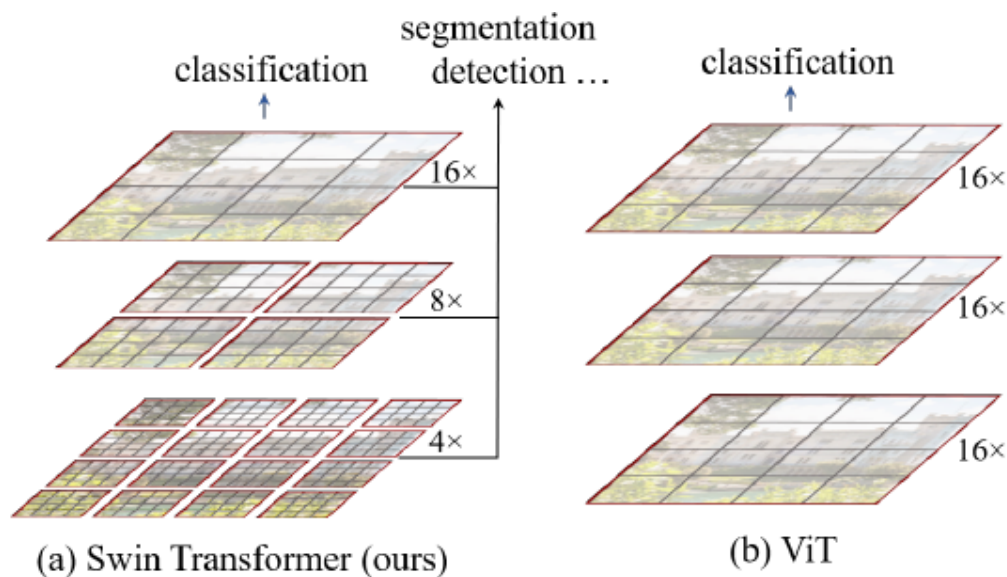 segmentation
detection ...
classification
16×
8×
4×
(a) Swin Transformer (ours)
classification
16×
16×
16×
(b) ViT